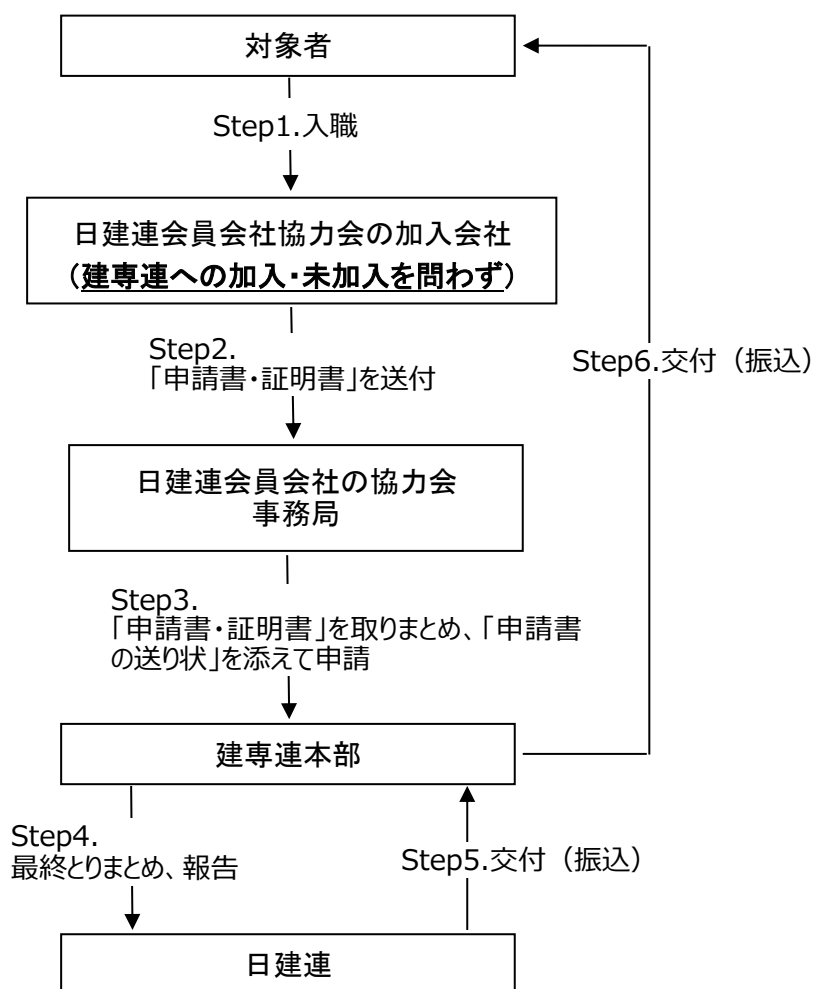 対象者
Step1.入職
日建連会員会社協力会の加入会社
（建専連への加入・未加入を問わず）
Step2.
「申請書・証明書」を送付
Step6.交付（振込）
日建連会員会社の協力会
事務局
Step3.
「申請書・証明書」を取りまとめ、「申請書
の送り状」を添えて申請
建専連本部
Step4.
最終とりまとめ、報告
Step5.交付（振込）
日建連